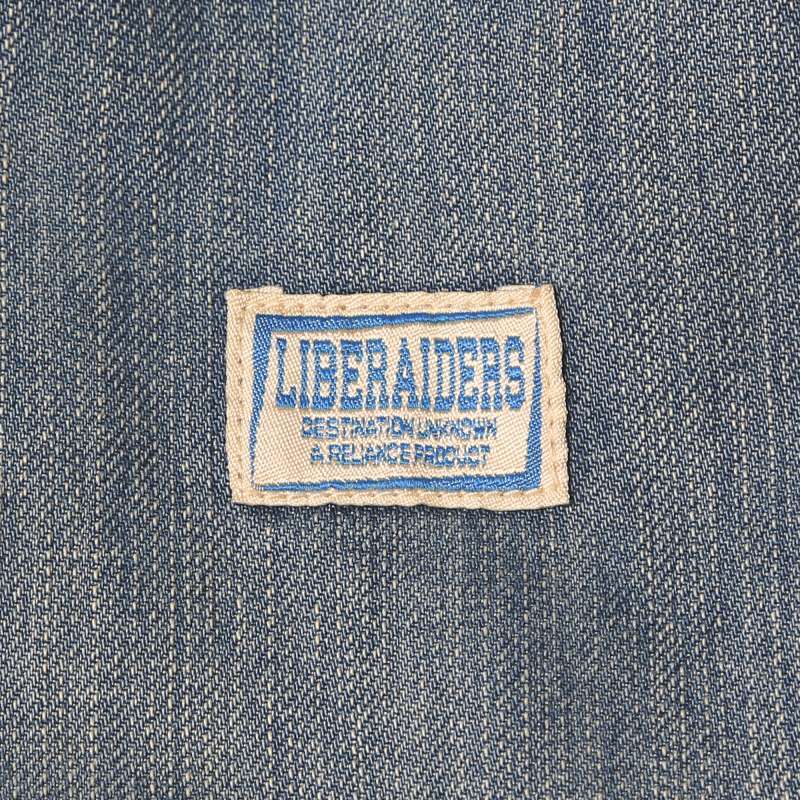 LIBERAIDERS
DESTINATION UNKNOWN
A RELIANCE PRODUCT